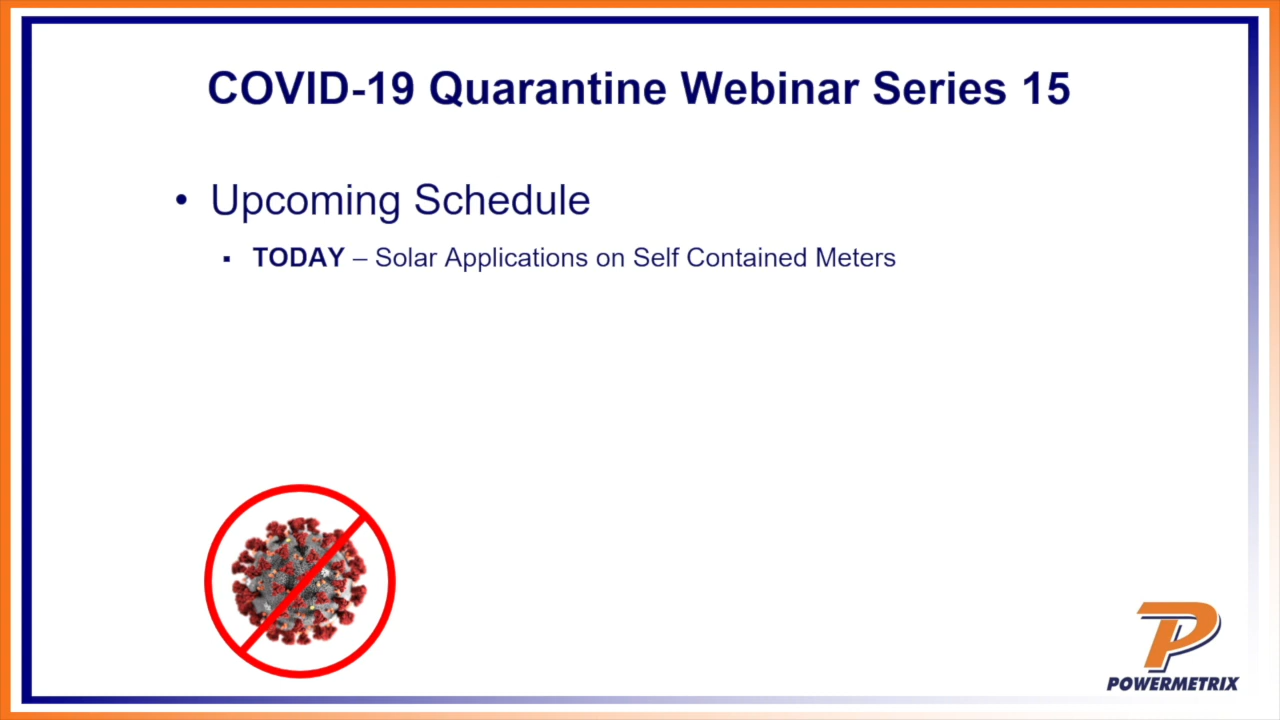 COVID-19 Quarantine Webinar Series 15
• Upcoming Schedule
▪ TODAY – Solar Applications on Self Contained Meters
POWERMETRIX